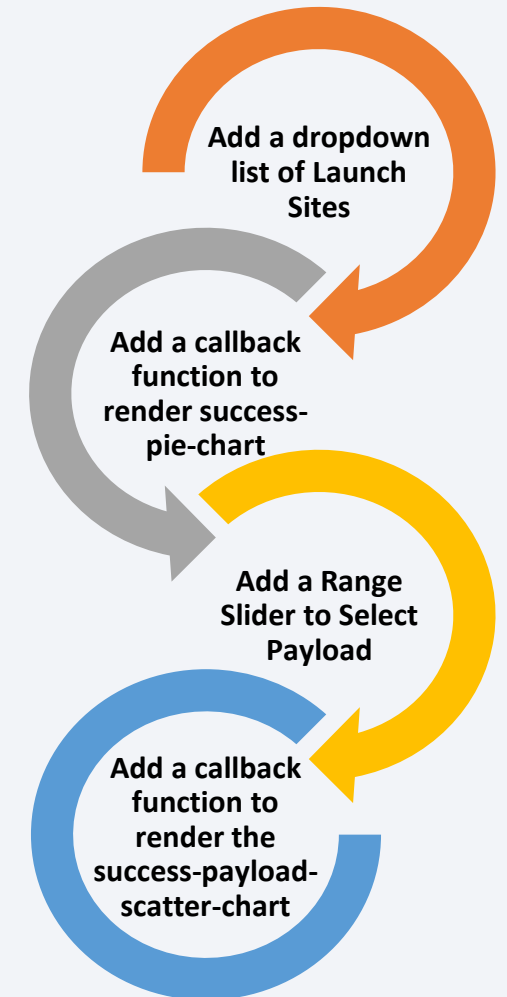 Add a dropdown
list of Launch
Sites
Add a callback
function to
render success-
pie-chart
Add a Range
Slider to Select
Payload
Add a callback
function to
render the
success-payload-
scatter-chart